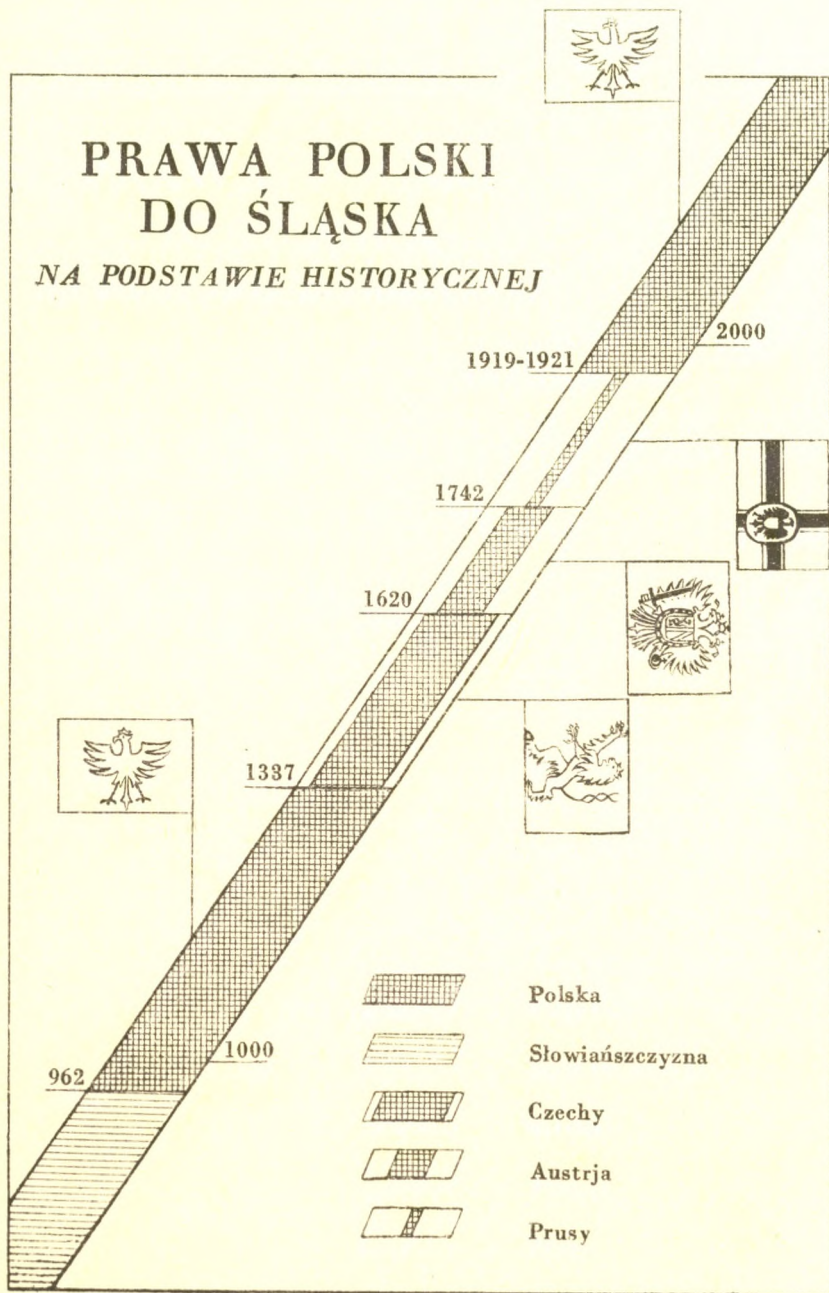 PRAWA POLSKI
DO ŚLĄSKA
NA PODSTAWIE HISTORYCZNEJ
2000
1919-1921
1742
1620
1337
1000
962
Polska
Słowiańszczyzna
Czechy
Austrja
Prusy